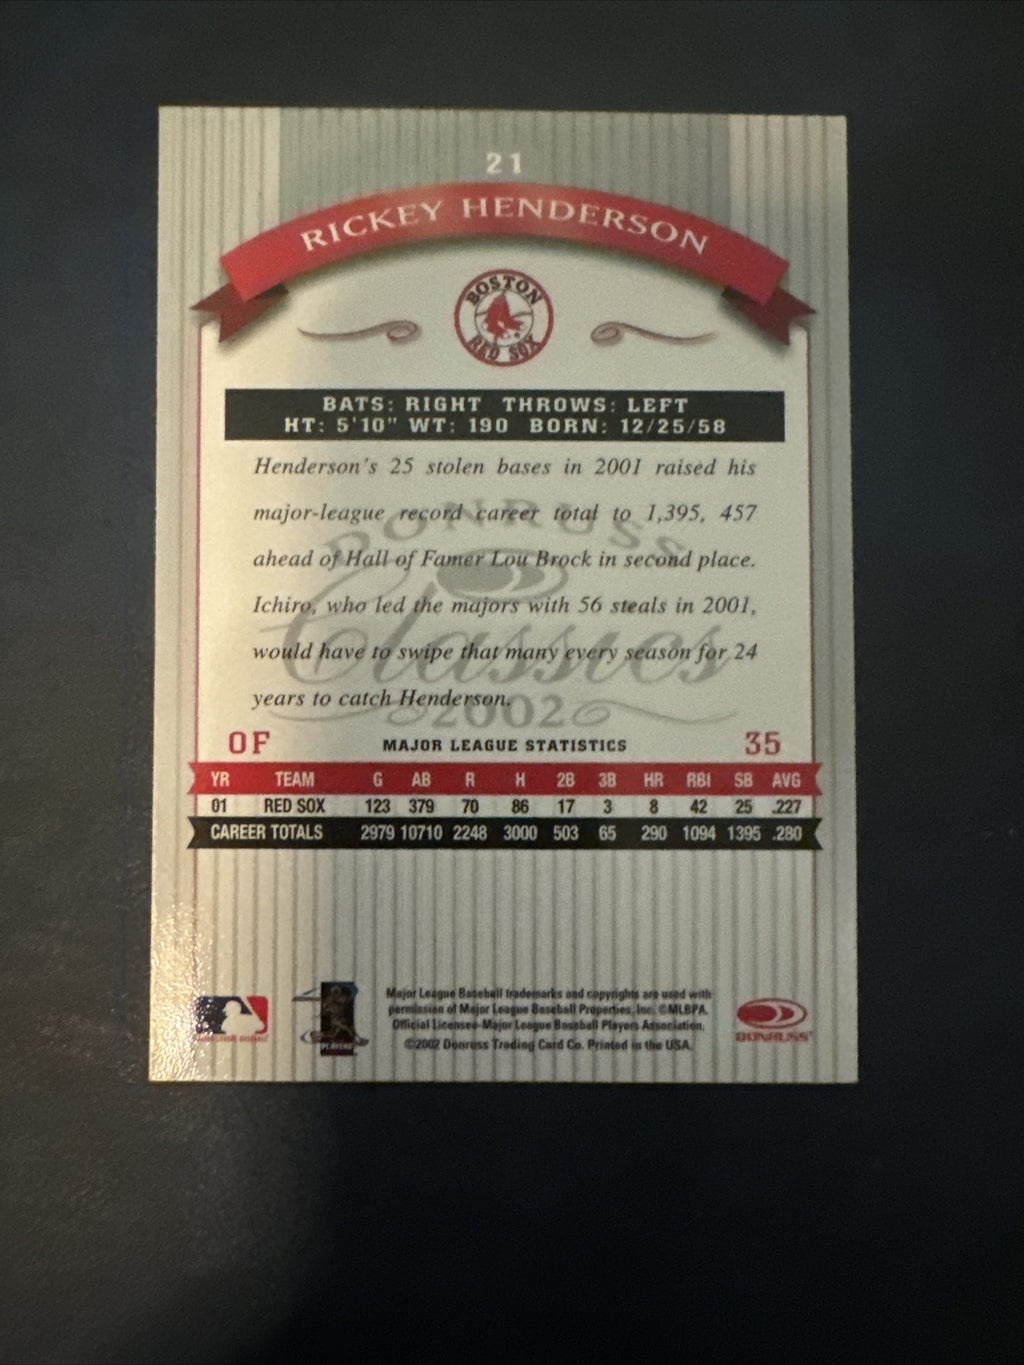 21
RICKEY HENDERSON
BOSTON
RED SOX
BATS: RIGHT THROWS: LEFT
HT: 5'10" WT: 190 BORN: 12/25/58
Henderson's 25 stolen bases in 2001 raised his
major-league record career total to 1,395, 457
ahead of Hall of Famer Lou Brock in second place.
Ichiro, who led the majors with 56 steals in 2001,
would have to swipe that many every season for 24
years to catch Henderson.
DONRUSS
Classics
2002
OF MAJOR LEAGUE STATISTICS 35
YR TEAM G AB R H 2B 3B HR RBI SB AVG
01 RED SOX 123 379 70 86 17 3 8 42 25 .227
CAREER TOTALS 2979 10710 2248 3000 503 65 290 1094 1395 .280
Major League Baseball trademarks and copyrights are used with
permission of Major League Baseball Properties, Inc. ©MLBPA.
Official Licensee-Major League Baseball Players Association.
©2002 Donruss Trading Card Co. Printed in the USA.
PLAYERS
DONRUSS